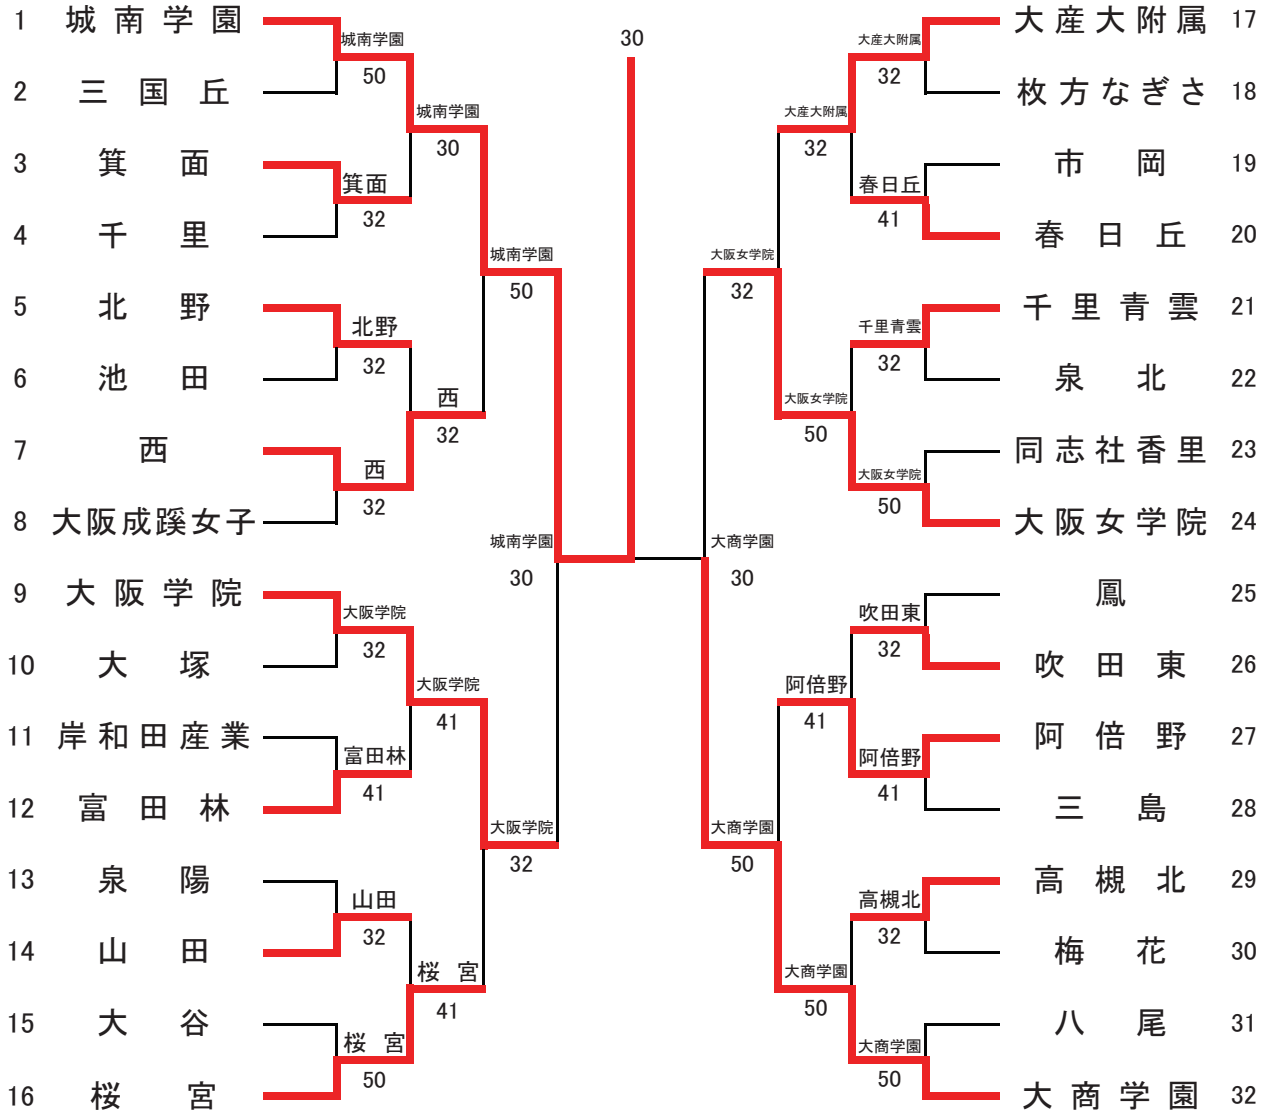 1 城南学園
2 三国丘
3 箕面
4 千里
5 北野
6 池田
7 西
8 大阪成蹊女子
9 大阪学院
10 大塚
11 岸和田産業
12 富田林
13 泉陽
14 山田
15 大谷
16 桜宮
城南学園
50
箕面
32
北野
32
西
32
大阪学院
32
富田林
41
山田
32
桜宮
50
城南学園
30
西
32
大阪学院
41
桜宮
41
城南学園
50
大阪学院
32
城南学園
30
30
大商学園
30
大阪女学院
32
大商学園
50
大産大附属
32
大阪女学院
50
阿倍野
41
大商学園
50
大産大附属
32
春日丘
41
千里青雲
32
大阪女学院
50
吹田東
32
阿倍野
41
高槻北
32
大商学園
50
大産大附属 17
枚方なぎさ 18
市岡 19
春日丘 20
千里青雲 21
泉北 22
同志社香里 23
大阪女学院 24
鳳 25
吹田東 26
阿倍野 27
三島 28
高槻北 29
梅花 30
八尾 31
大商学園 32